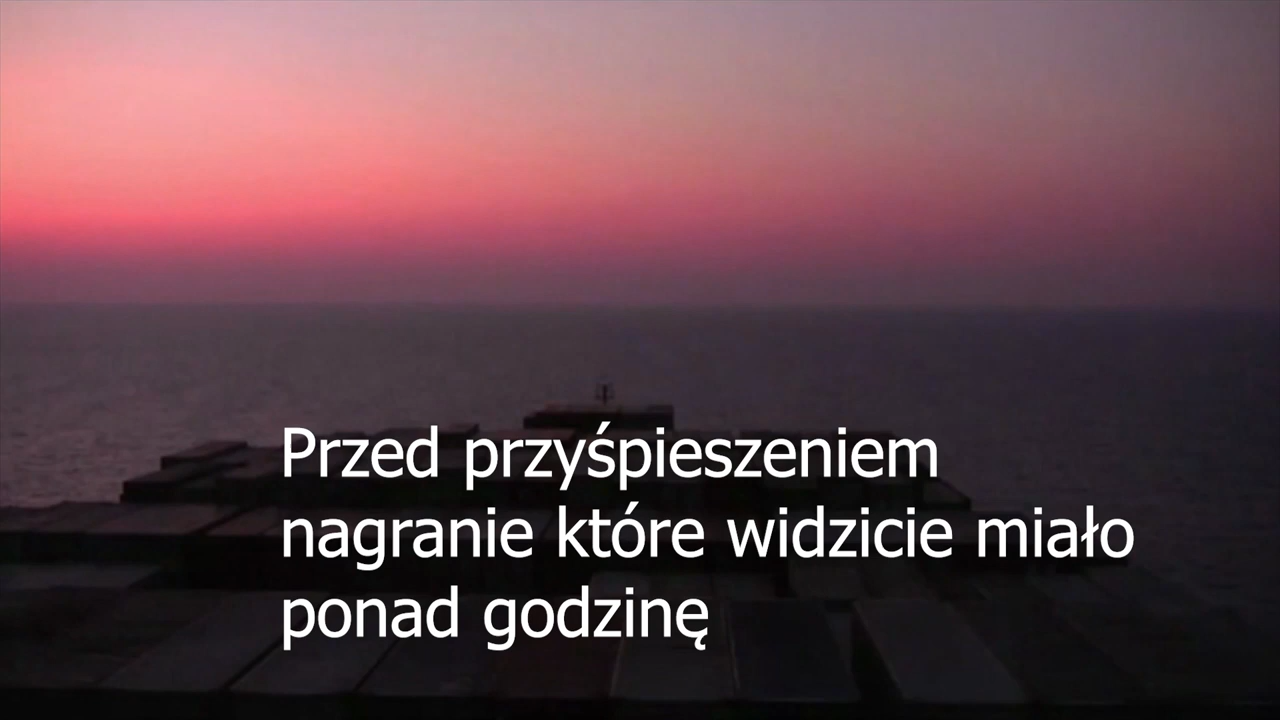 Przed przyśpieszeniem
nagranie które widzicie miało
ponad godzinę